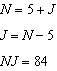 N = 5 + J
J = N − 5
NJ = 84